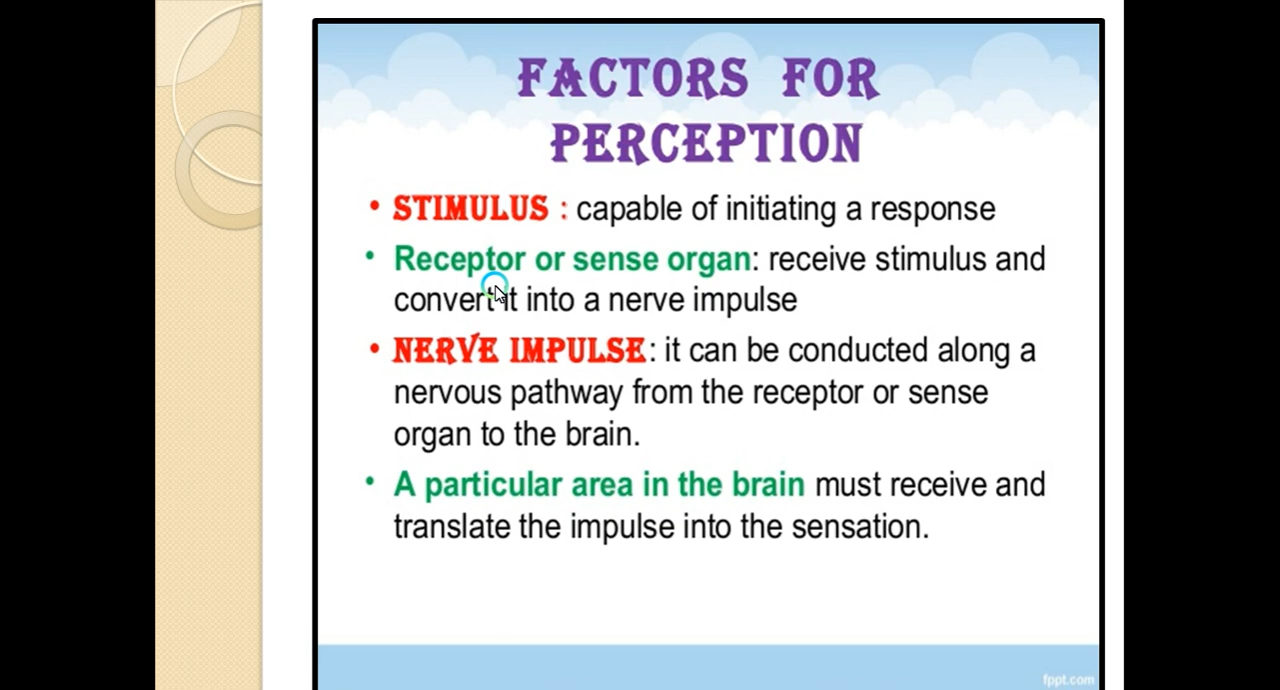 FACTORS FOR
PERCEPTION
• STIMULUS : capable of initiating a response
• Receptor or sense organ: receive stimulus and
convert it into a nerve impulse
• NERVE IMPULSE: it can be conducted along a
nervous pathway from the receptor or sense
organ to the brain.
• A particular area in the brain must receive and
translate the impulse into the sensation.
fppt.com